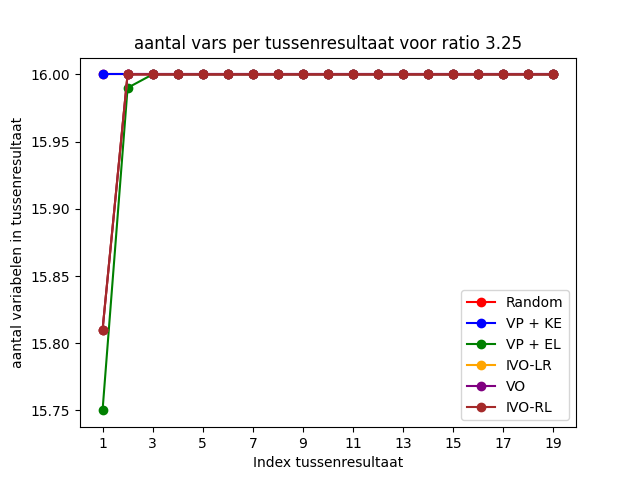 aantal vars per tussenresultaat voor ratio 3.25
aantal variabelen in tussenresultaat
16.00
15.95
15.90
15.85
15.80
15.75
Random
VP + KE
VP + EL
IVO-LR
VO
IVO-RL
1 3 5 7 9 11 13 15 17 19
Index tussenresultaat